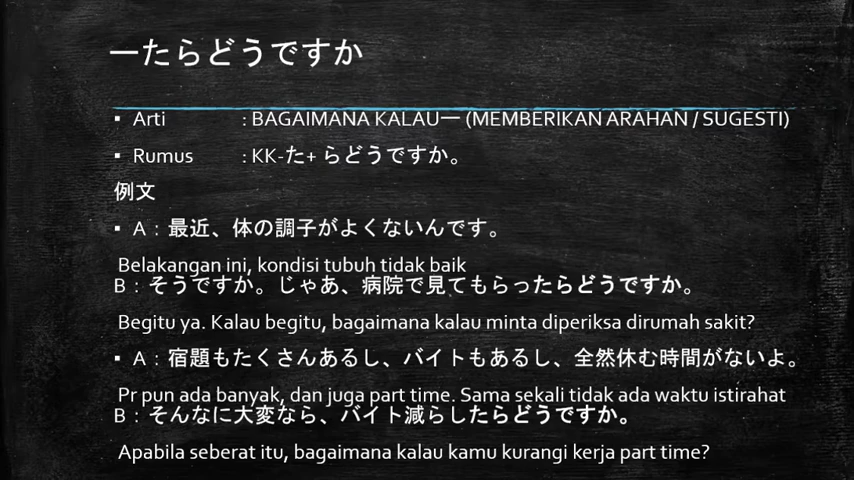 ―たらどうですか
▪ Arti : BAGAIMANA KALAU― (MEMBERIKAN ARAHAN / SUGESTI)
▪ Rumus : KK-た+ らどうですか。
例文
▪ A：最近、体の調子がよくないんです。
Belakangan ini, kondisi tubuh tidak baik
B：そうですか。じゃあ、病院で見てもらったらどうですか。
Begitu ya. Kalau begitu, bagaimana kalau minta diperiksa dirumah sakit?
▪ A：宿題もたくさんあるし、バイトもあるし、全然休む時間がないよ。
Pr pun ada banyak, dan juga part time. Sama sekali tidak ada waktu istirahat
B：そんなに大変なら、バイト減らしたらどうですか。
Apabila seberat itu, bagaimana kalau kamu kurangi kerja part time?